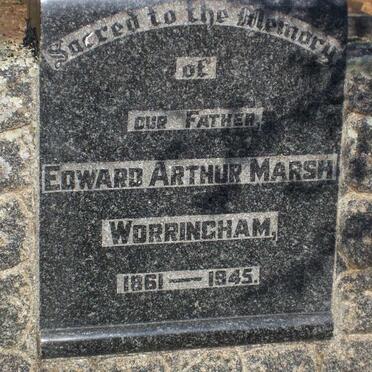 Sacred to the Memory
of
OUR FATHER,
EDWARD ARTHUR MARSH
WORRINGHAM,
1861 — 1945.